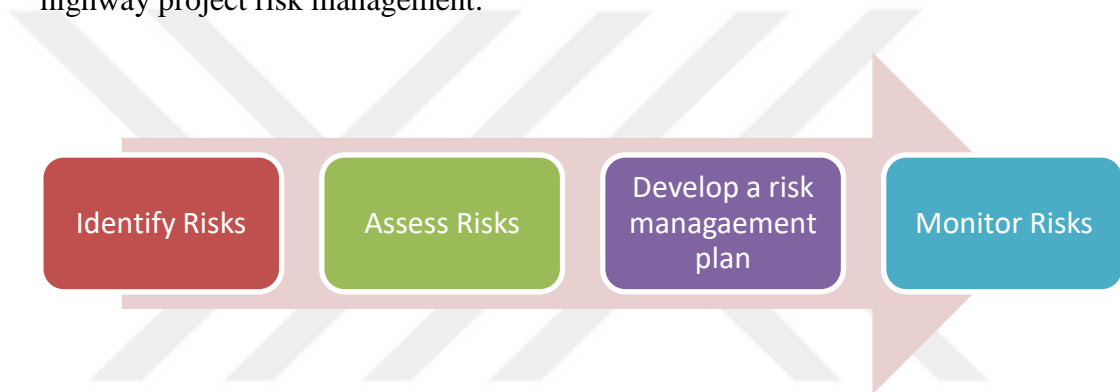 highway project risk management.
Identify Risks
Assess Risks
Develop a risk
managaement
plan
Monitor Risks